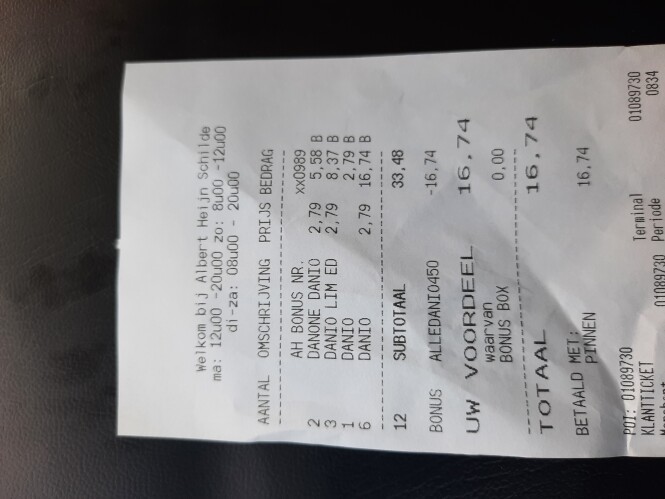 Welkom bij Albert Heijn Schilde
ma: 12u00 -20u00 zo: 8u00 -12u00
di-za: 08u00 - 20u00
AANTAL OMSCHRIJVING PRIJS BEDRAG
AH BONUS NR. xx0989
2 DANONE DANIO 2,79 5,58 B
3 DANIO LIM ED 2,79 8,37 B
1 DANIO 2,79 B
6 DANIO 2,79 16,74 B
12 SUBTOTAAL 33,48
BONUS ALLEDANIO450 -16,74
UW VOORDEEL 16,74
waarvan
BONUS BOX 0,00
TOTAAL 16,74
BETAALD MET:
PINNEN 16,74
POI: 01089730
KLANTTICKET
Terminal 01089730
01089730 Periode 0834